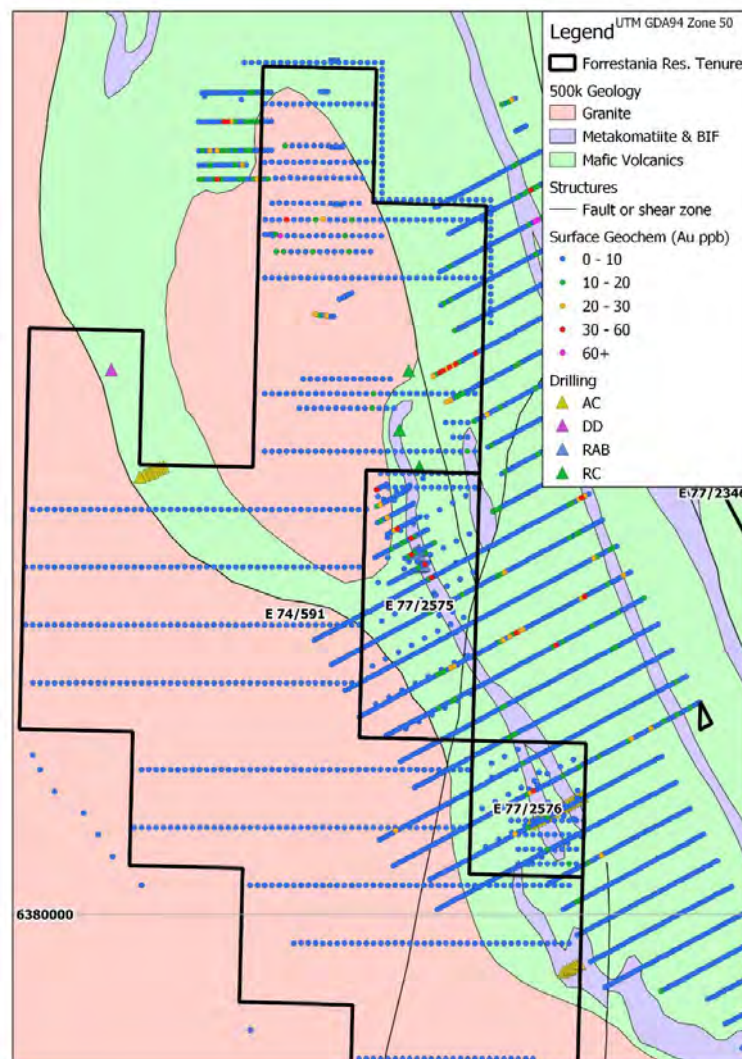 UTM GDA94 Zone 50
Legend
Forrestania Res. Tenure
500k Geology
Granite
Metakomatiite & BIF
Mafic Volcanics
Structures
Fault or shear zone
Surface Geochem (Au ppb)
0 - 10
10 - 20
20 - 30
30 - 60
60+
Drilling
AC
DD
RAB
RC
E 77/2346
E 77/2575
E 74/591
E 77/2576
6380000